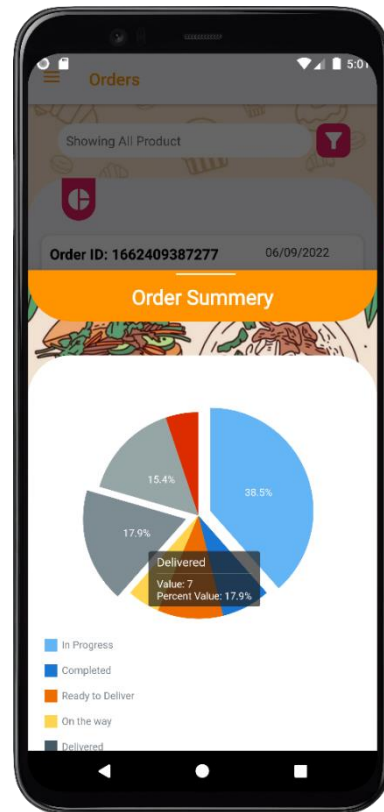 5:01
Orders
Showing All Product
Order ID: 1662409387277
06/09/2022
Order Summery
15.4%
38.5%
17.9%
Delivered
Value: 7
Percent Value: 17.9%
In Progress
Completed
Ready to Deliver
On the way
Delivered